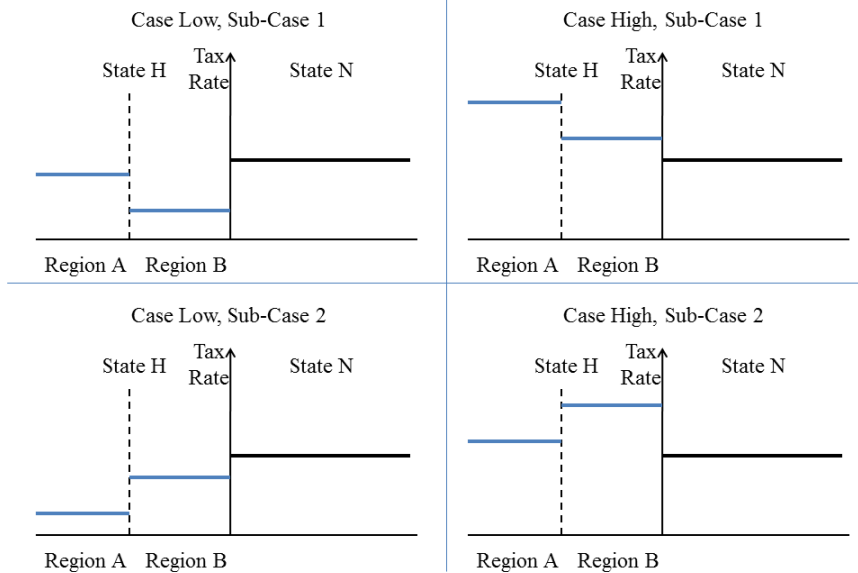 Case Low, Sub-Case 1
State H
Tax
Rate
State N
Region A
Region B
Case High, Sub-Case 1
State H
Tax
Rate
State N
Region A
Region B
Case Low, Sub-Case 2
State H
Tax
Rate
State N
Region A
Region B
Case High, Sub-Case 2
State H
Tax
Rate
State N
Region A
Region B